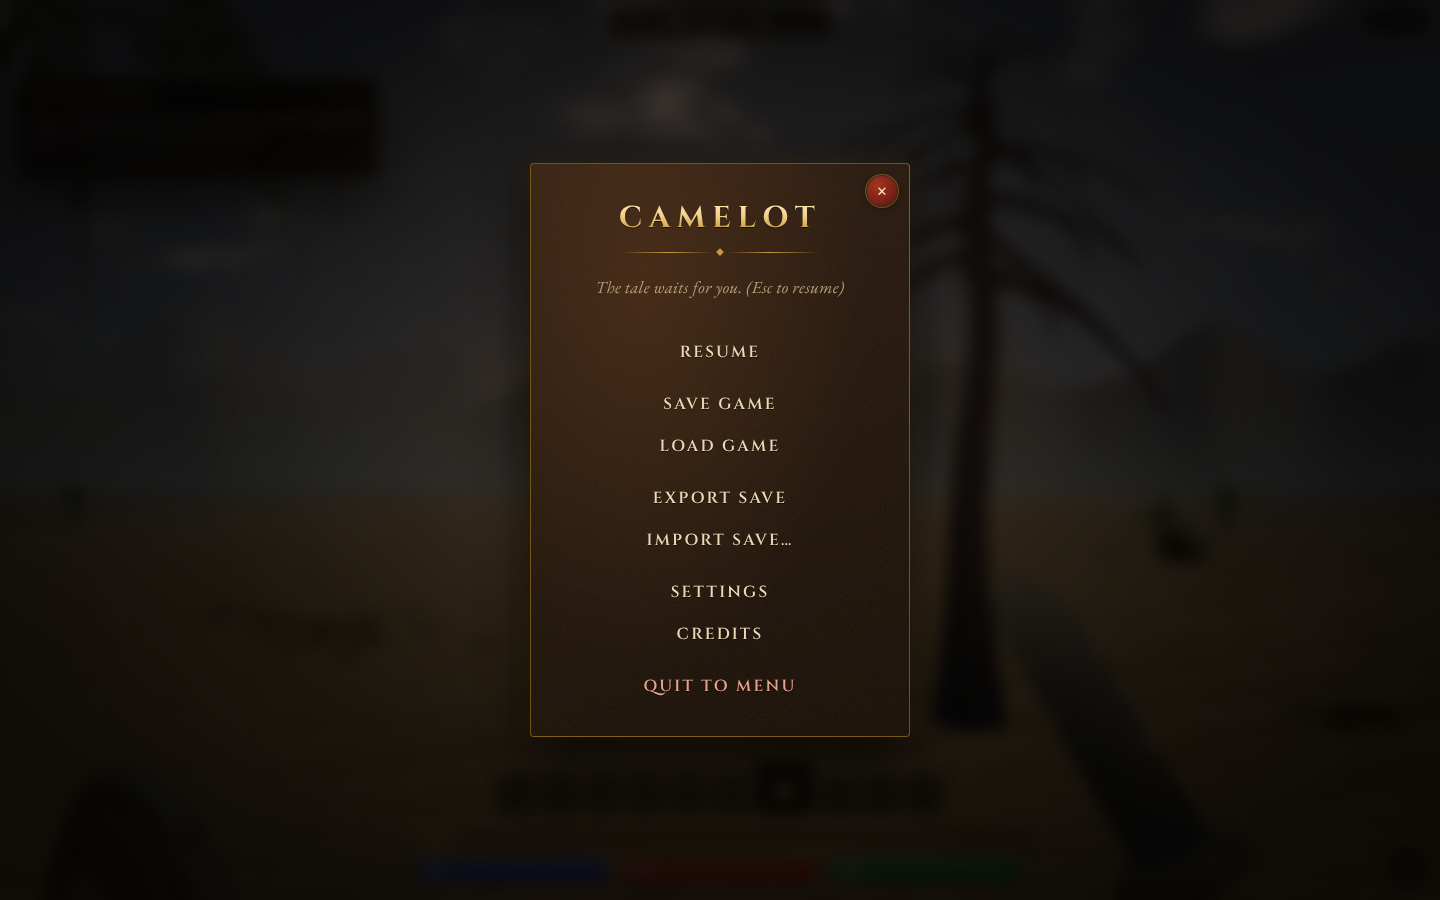 ×
CAMELOT
The tale waits for you. (Esc to resume)
RESUME
SAVE GAME
LOAD GAME
EXPORT SAVE
IMPORT SAVE…
SETTINGS
CREDITS
QUIT TO MENU